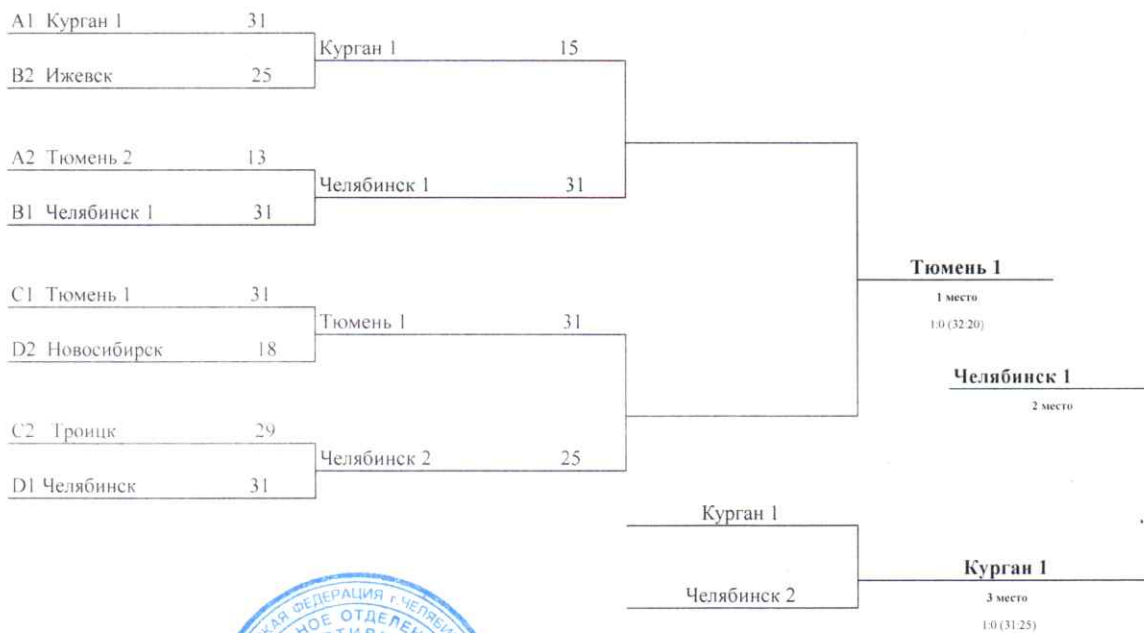 A1 Курган 1 31
Курган 1 15
B2 Ижевск 25
A2 Тюмень 2 13
Челябинск 1 31
B1 Челябинск 1 31
Тюмень 1
1 место
1:0 (32:20)
C1 Тюмень 1 31
Тюмень 1 31
D2 Новосибирск 18
Челябинск 1
2 место
C2 Троицк 29
Челябинск 2 25
D1 Челябинск 31
Курган 1
Курган 1
3 место
1:0 (31:25)
Челябинск 2
ФЕДЕРАЦИЯ г.ЧЕЛЯБИ